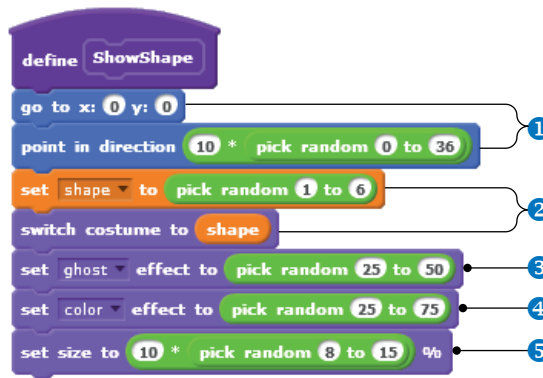 define ShowShape
go to x: 0 y: 0
1
point in direction 10 * pick random 0 to 36
set shape to pick random 1 to 6
2
switch costume to shape
set ghost effect to pick random 25 to 50 3
set color effect to pick random 25 to 75 4
set size to 10 * pick random 8 to 15 % 5